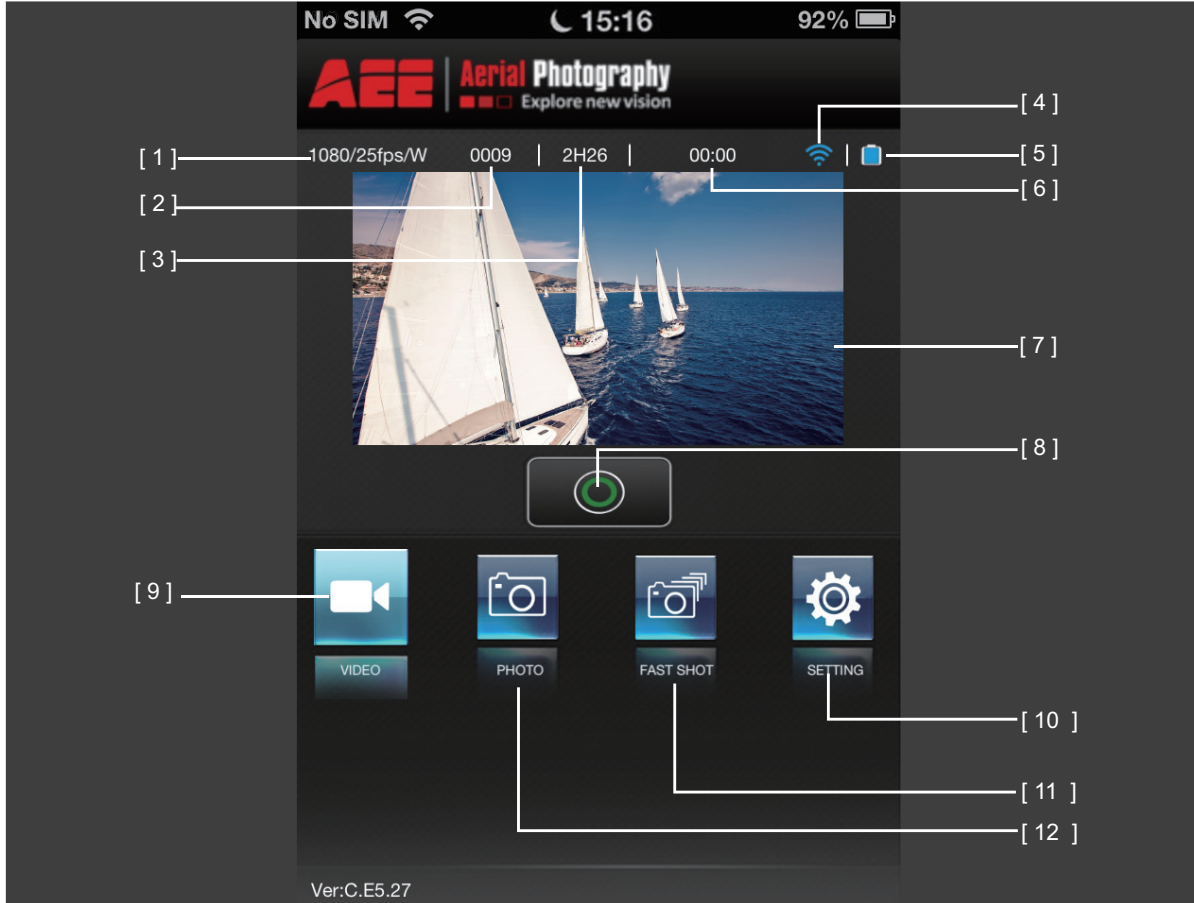 No SIM 15:16 92%
AEE Aerial Photography
Explore new vision
[ 4 ]
[ 1 ] 1080/25fps/W 0009 | 2H26 | 00:00 | [ 5 ]
[ 2 ] [ 6 ]
[ 3 ]
[ 7 ]
[ 8 ]
[ 9 ]
VIDEO PHOTO FAST SHOT SETTING
[ 10 ]
[ 11 ]
[ 12 ]
Ver:C.E5.27